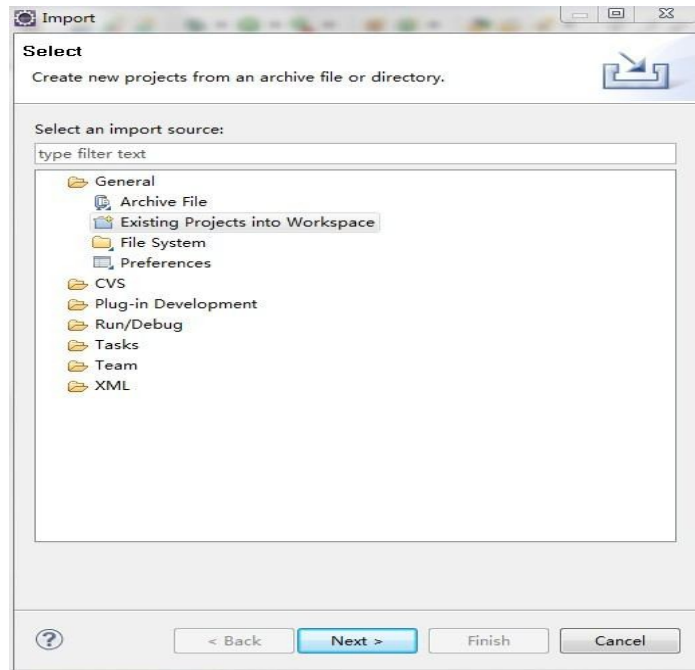 Import
Select
Create new projects from an archive file or directory.
Select an import source:
type filter text
General
Archive File
Existing Projects into Workspace
File System
Preferences
CVS
Plug-in Development
Run/Debug
Tasks
Team
XML
?
< Back
Next >
Finish
Cancel